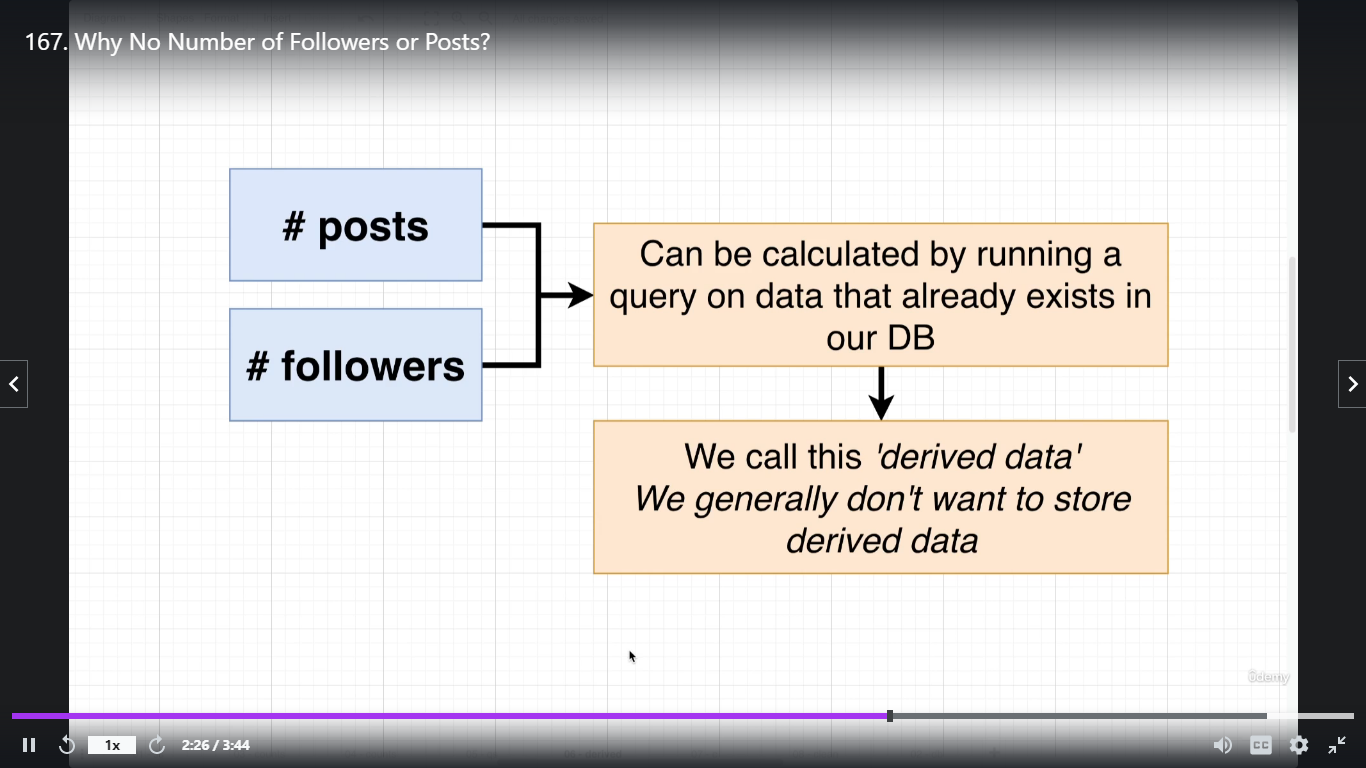 167. Why No Number of Followers or Posts?
# posts
# followers
Can be calculated by running a
query on data that already exists in
our DB
We call this 'derived data'
We generally don't want to store
derived data
ûdemy
1x
2:26 / 3:44
CC